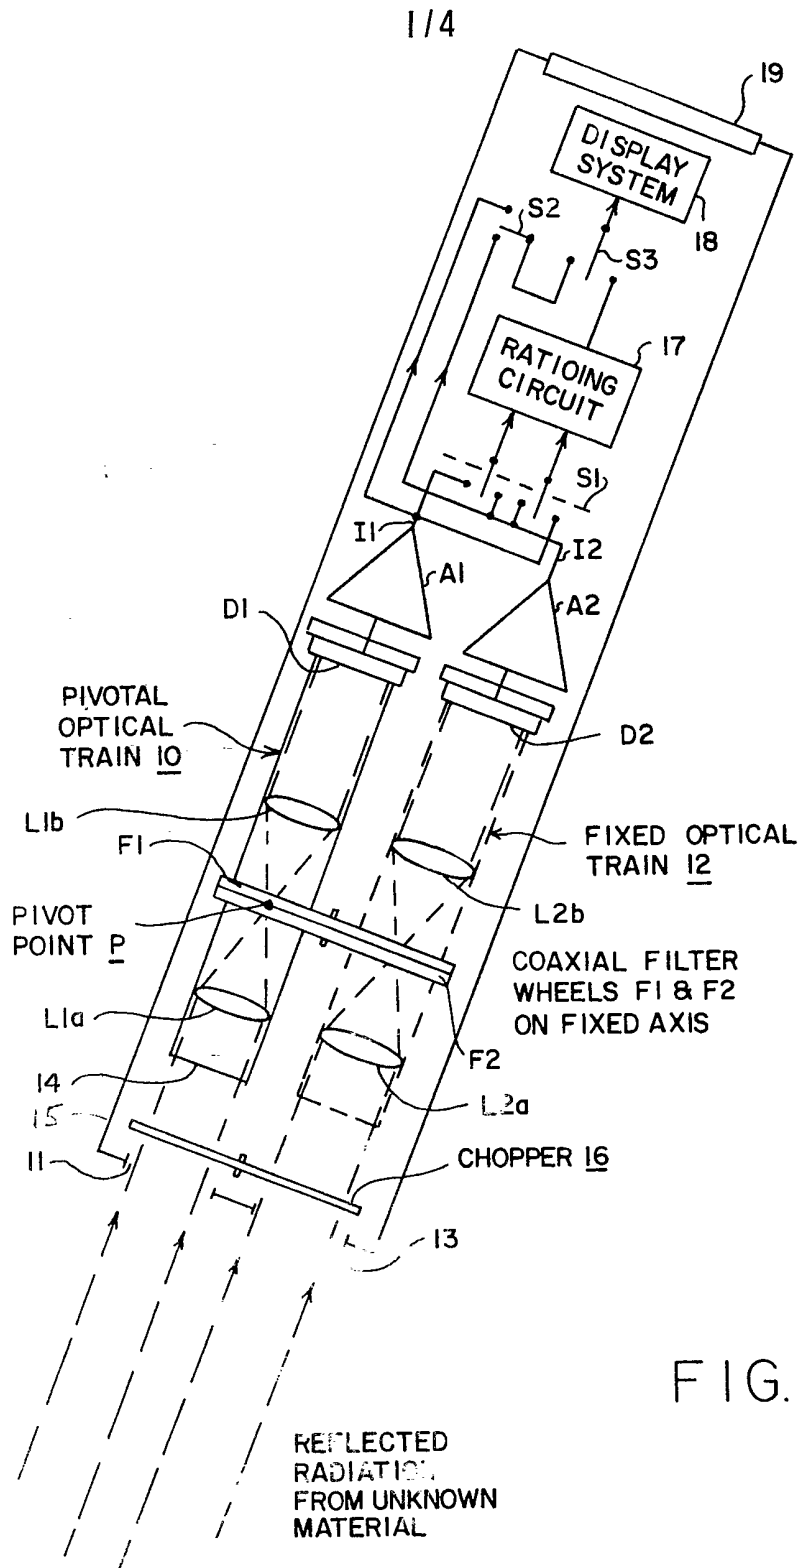 1/4
19
DISPLAY
SYSTEM
18
S2
S3
17
RATIOING
CIRCUIT
S1
I1
I2
A1
A2
D1
PIVOTAL
OPTICAL
TRAIN 10
D2
L1b
FIXED OPTICAL
TRAIN 12
F1
L2b
PIVOT
POINT P
COAXIAL FILTER
WHEELS F1 & F2
ON FIXED AXIS
L1a
F2
14
L2a
15
11
CHOPPER 16
13
FIG.
REFLECTED
RADIATION
FROM UNKNOWN
MATERIAL